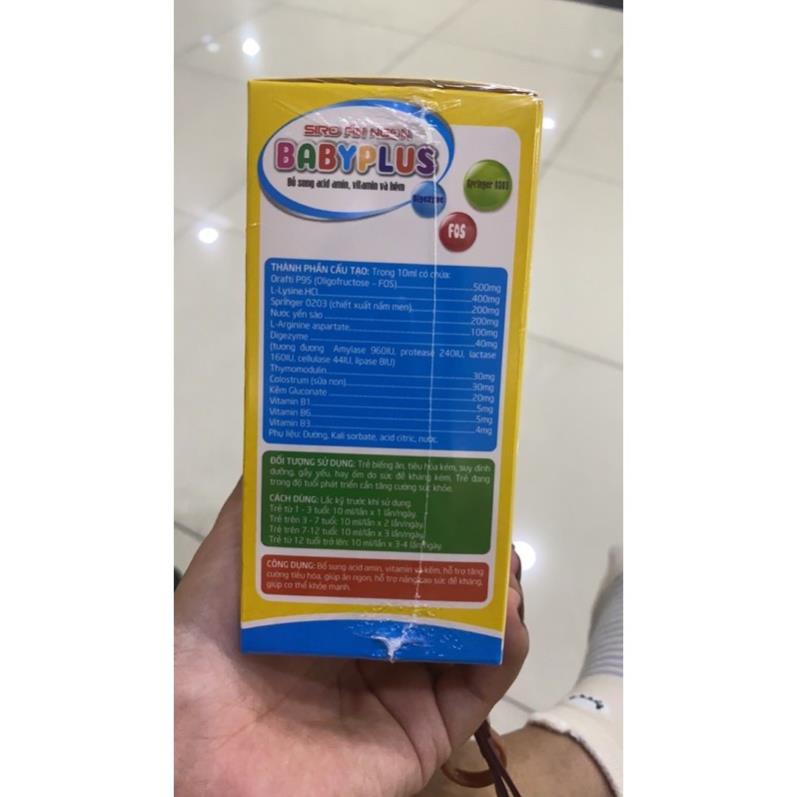 SIRO ĂN NGON
BABYPLUS
Bổ sung acid amin, vitamin và kẽm
Digezyme
Springer 0203
FOS
THÀNH PHẦN CẤU TẠO: Trong 10ml có chứa:
Orafti P95 (Oligofructose - FOS) 500mg
L-Lysine.HCl 400mg
Springer 0203 (chiết xuất nấm men) 200mg
Nước yến sào 200mg
L-Arginine aspartate 100mg
Digezyme 40mg
(tương đương Amylase 960IU, protease 240IU, lactase
160IU, cellulase 44IU, lipase 8IU)
Thymomodulin 30mg
Colostrum (sữa non) 30mg
Kẽm Gluconate 20mg
Vitamin B1 5mg
Vitamin B6 5mg
Vitamin B3 4mg
Phụ liệu: Đường, Kali sorbate, acid citric, nước.
ĐỐI TƯỢNG SỬ DỤNG: Trẻ biếng ăn, tiêu hóa kém, suy dinh
dưỡng, gầy yếu, hay ốm do sức đề kháng kém, Trẻ đang
trong độ tuổi phát triển cần tăng cường sức khỏe.
CÁCH DÙNG: Lắc kỹ trước khi sử dụng.
Trẻ từ 1 - 3 tuổi: 10 ml/lần x 1 lần/ngày.
Trẻ trên 3 - 7 tuổi: 10 ml/lần x 2 lần/ngày.
Trẻ trên 7-12 tuổi: 10 ml/lần x 3 lần/ngày.
Trẻ từ 12 tuổi trở lên: 10 ml/lần x 3-4 lần/ngày.
CÔNG DỤNG: Bổ sung acid amin, vitamin và kẽm, hỗ trợ tăng
cường tiêu hóa, giúp ăn ngon, hỗ trợ nâng cao sức đề kháng,
giúp cơ thể khỏe mạnh.